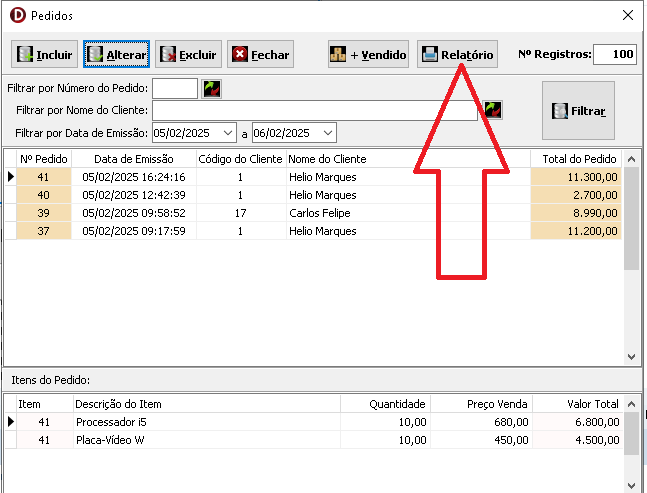 Pedidos
Incluir Alterar Excluir Fechar + Vendido Relatório Nº Registros: 100
Filtrar por Número do Pedido:
Filtrar por Nome do Cliente:
Filtrar
Filtrar por Data de Emissão: 05/02/2025 a 06/02/2025
Nº Pedido Data de Emissão Código do Cliente Nome do Cliente Total do Pedido
41 05/02/2025 16:24:16 1 Helio Marques 11.300,00
40 05/02/2025 12:42:39 1 Helio Marques 2.700,00
39 05/02/2025 09:58:52 17 Carlos Felipe 8.990,00
37 05/02/2025 09:17:59 1 Helio Marques 11.200,00
Itens do Pedido:
Item Descrição do Item Quantidade Preço Venda Valor Total
41 Processador i5 10,00 680,00 6.800,00
41 Placa-Vídeo W 10,00 450,00 4.500,00